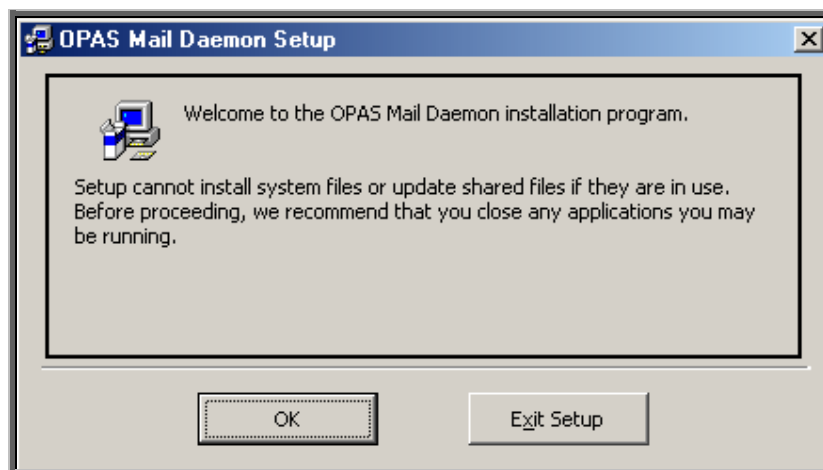 OPAS Mail Daemon Setup
Welcome to the OPAS Mail Daemon installation program.
Setup cannot install system files or update shared files if they are in use.
Before proceeding, we recommend that you close any applications you may
be running.
OK
Exit Setup